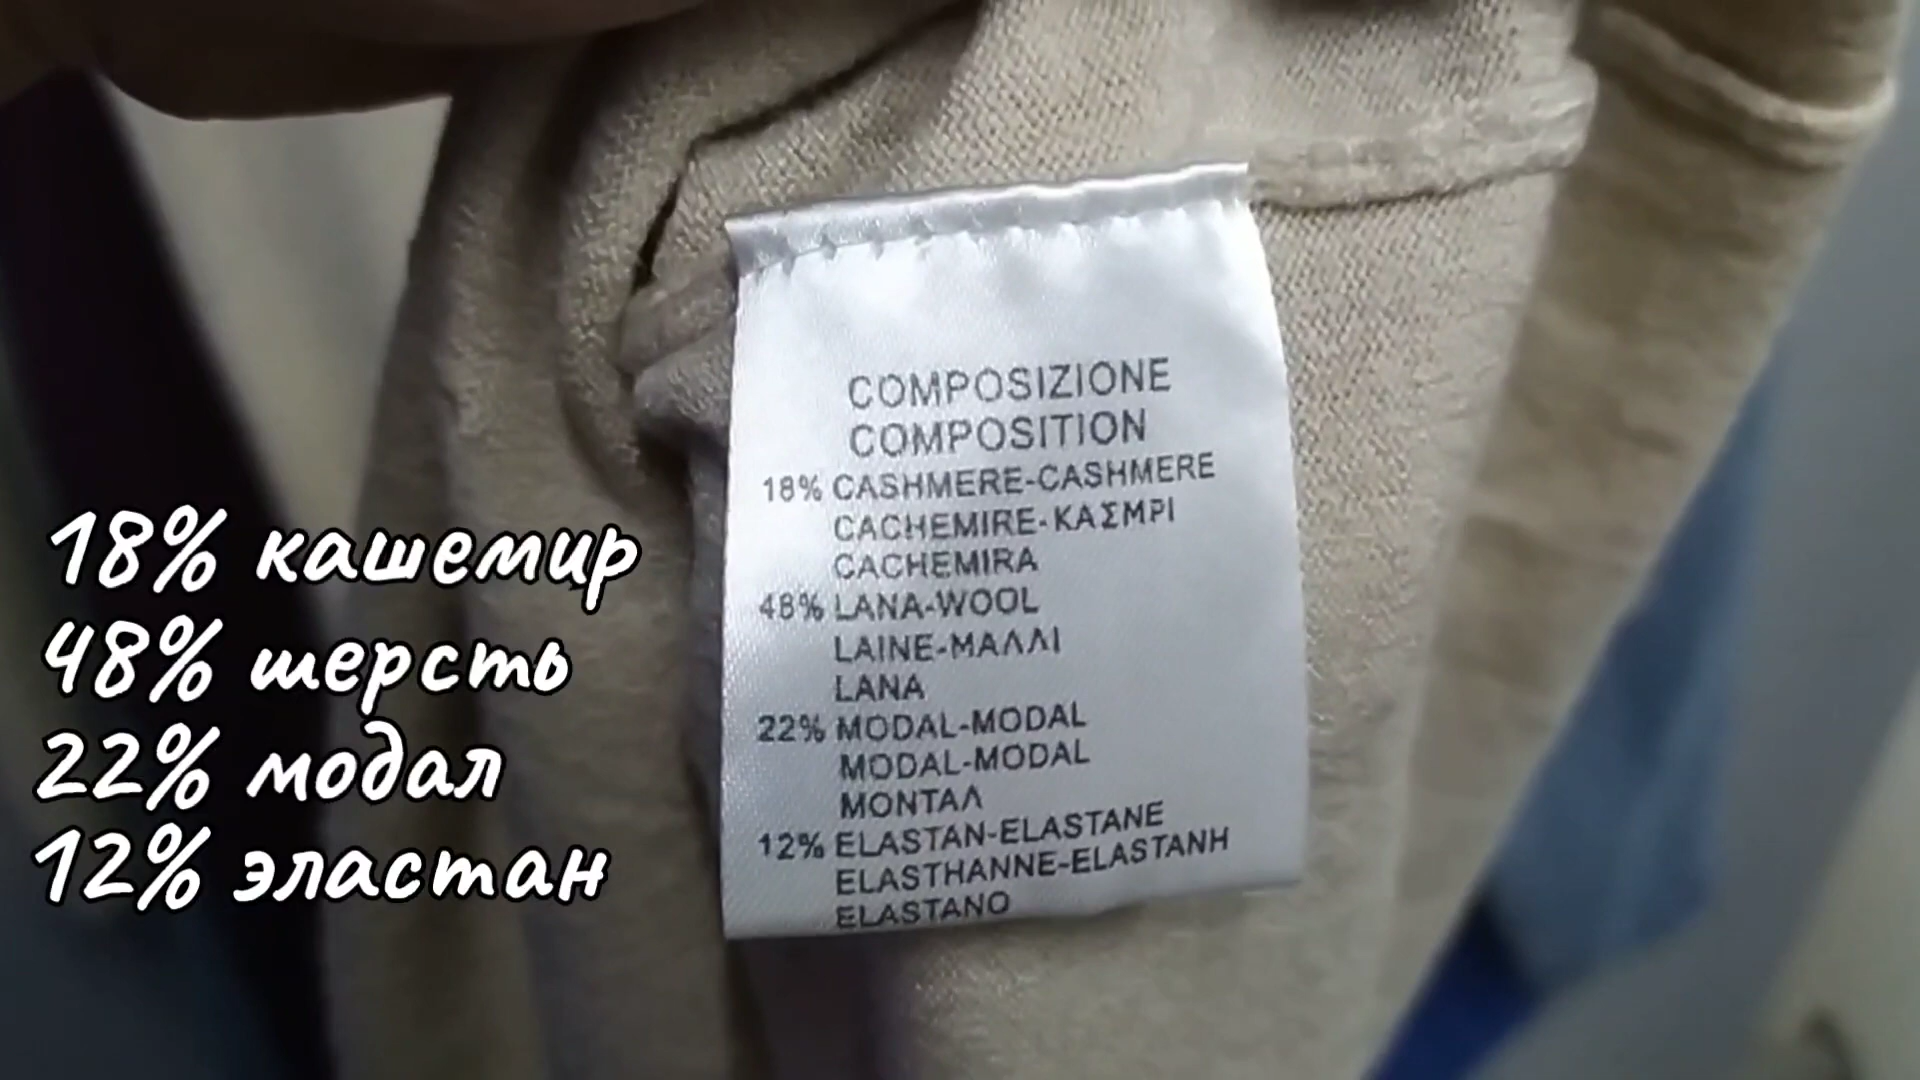 18% кашемир
48% шерсть
22% модал
12% эластан
COMPOSIZIONE
COMPOSITION
18% CASHMERE-CASHMERE
CACHEMIRE-ΚΑΣΜΡΙ
CACHEMIRA
48% LANA-WOOL
LAINE-ΜΑΛΛΙ
LANA
22% MODAL-MODAL
MODAL-MODAL
ΜΟΝΤΑΛ
12% ELASTAN-ELASTANE
ELASTHANNE-ELASTANH
ELASTANO